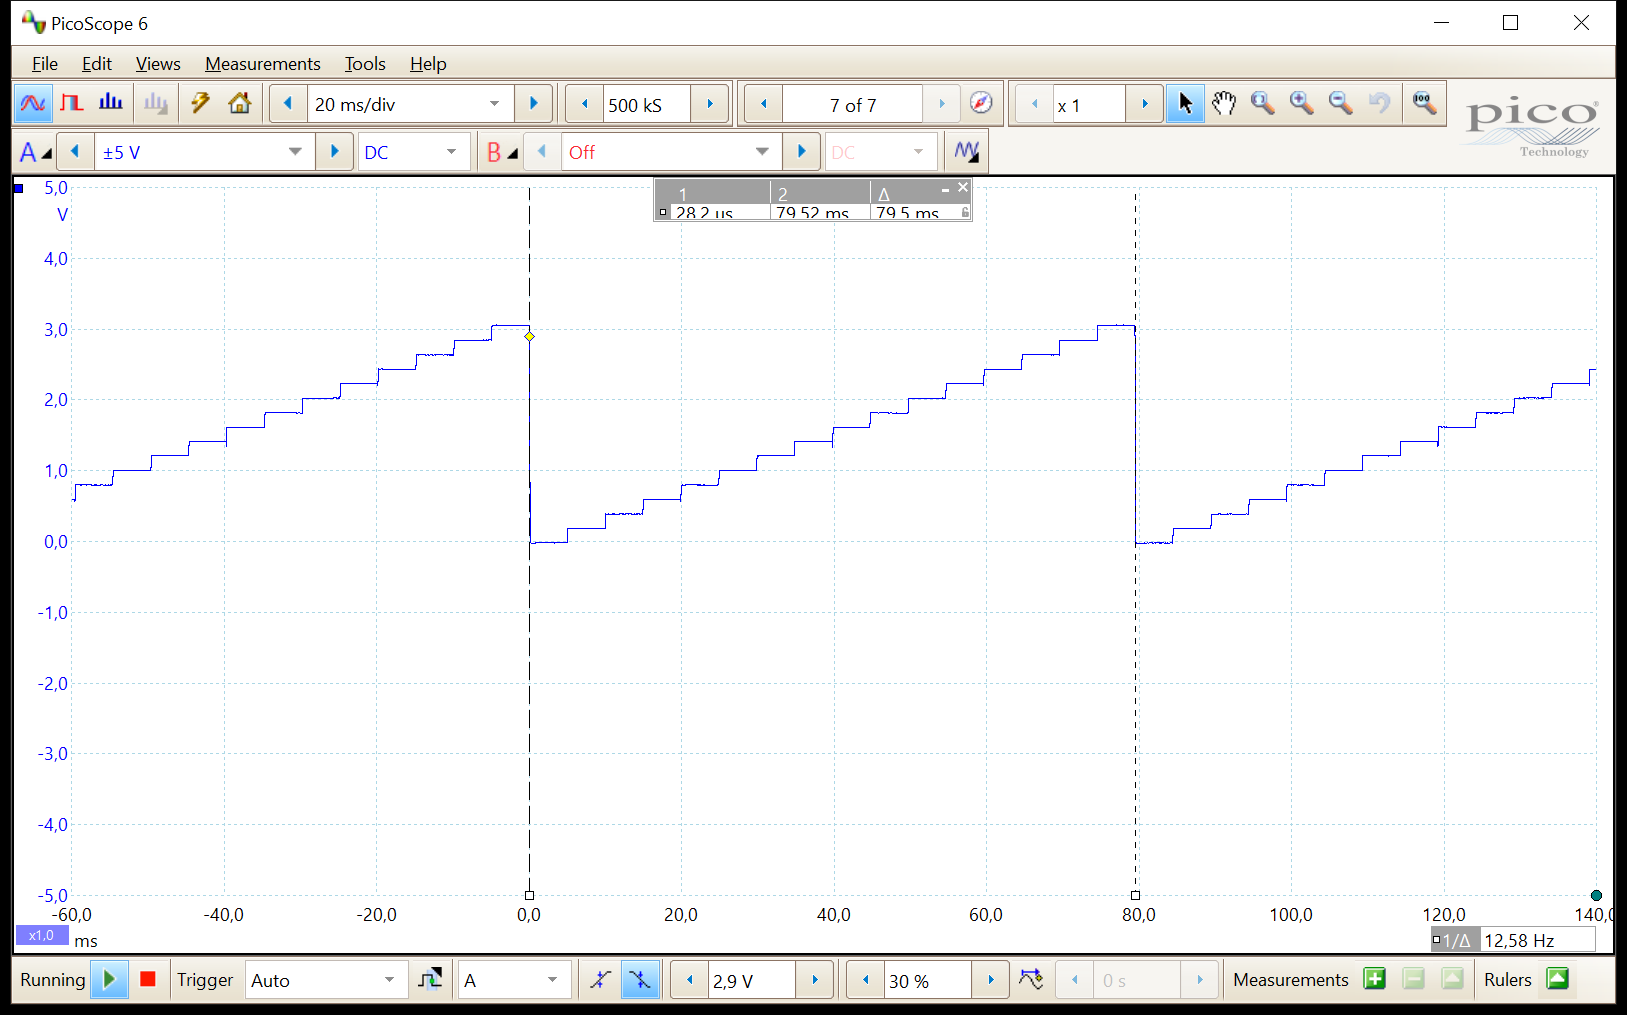 PicoScope 6
File Edit Views Measurements Tools Help
20 ms/div 500 kS 7 of 7 x 1 100
pico
Technology
A ±5 V DC B Off DC
1 2 Δ
28,2 µs 79,52 ms 79,5 ms
5,0
V
4,0
3,0
2,0
1,0
0,0
-1,0
-2,0
-3,0
-4,0
-5,0
-60,0 -40,0 -20,0 0,0 20,0 40,0 60,0 80,0 100,0 120,0 140,0
x1,0 ms 1/Δ 12,58 Hz
Running Trigger Auto A 2,9 V 30 % 0 s Measurements Rulers